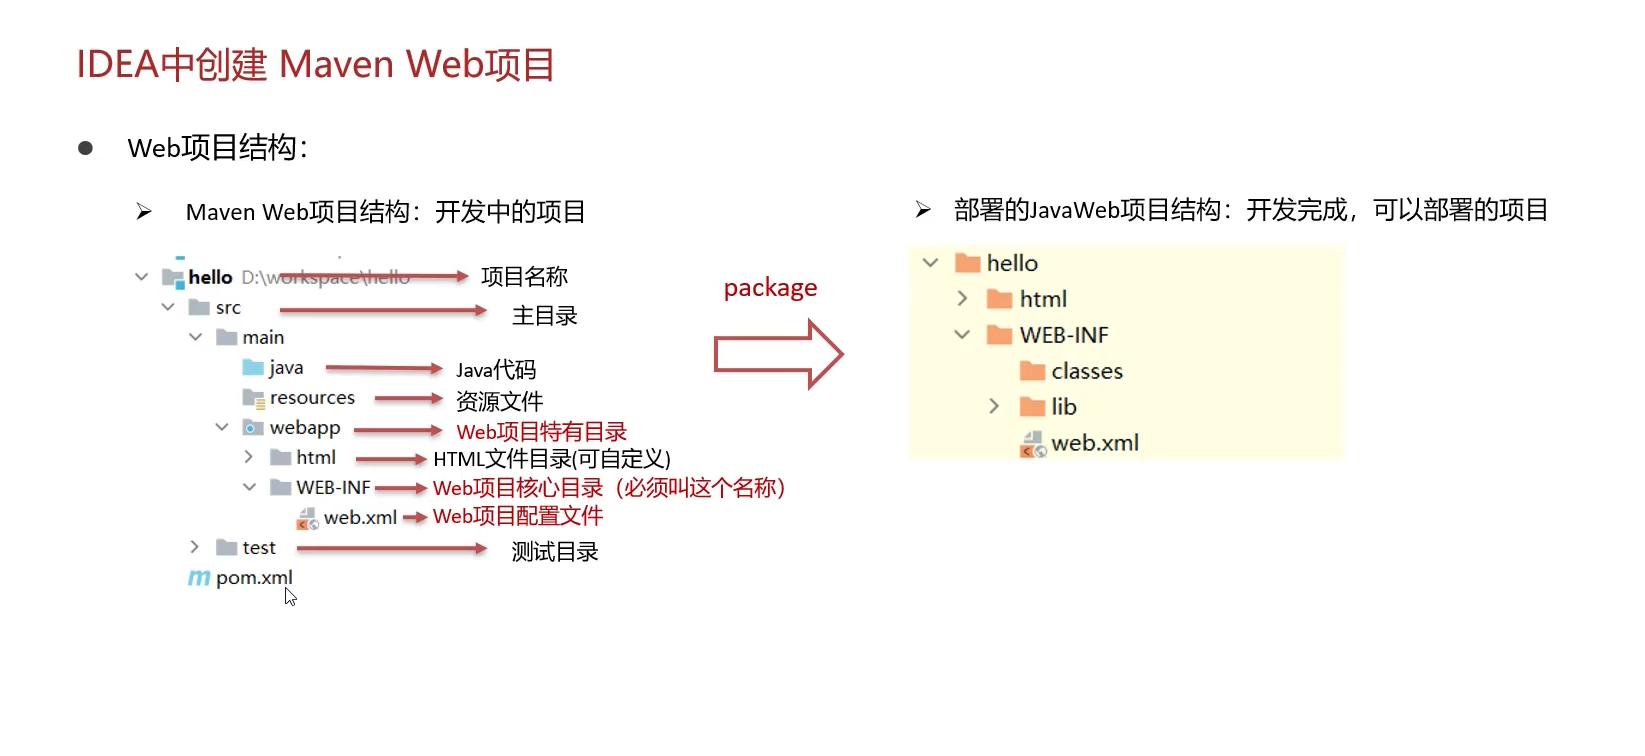 IDEA中创建 Maven Web项目
Web项目结构：
Maven Web项目结构：开发中的项目
hello D:\workspace\hello 项目名称
src 主目录
main
java Java代码
resources 资源文件
webapp Web项目特有目录
html HTML文件目录(可自定义)
WEB-INF Web项目核心目录（必须叫这个名称）
web.xml Web项目配置文件
test 测试目录
pom.xml
package
部署的JavaWeb项目结构：开发完成，可以部署的项目
hello
html
WEB-INF
classes
lib
web.xml